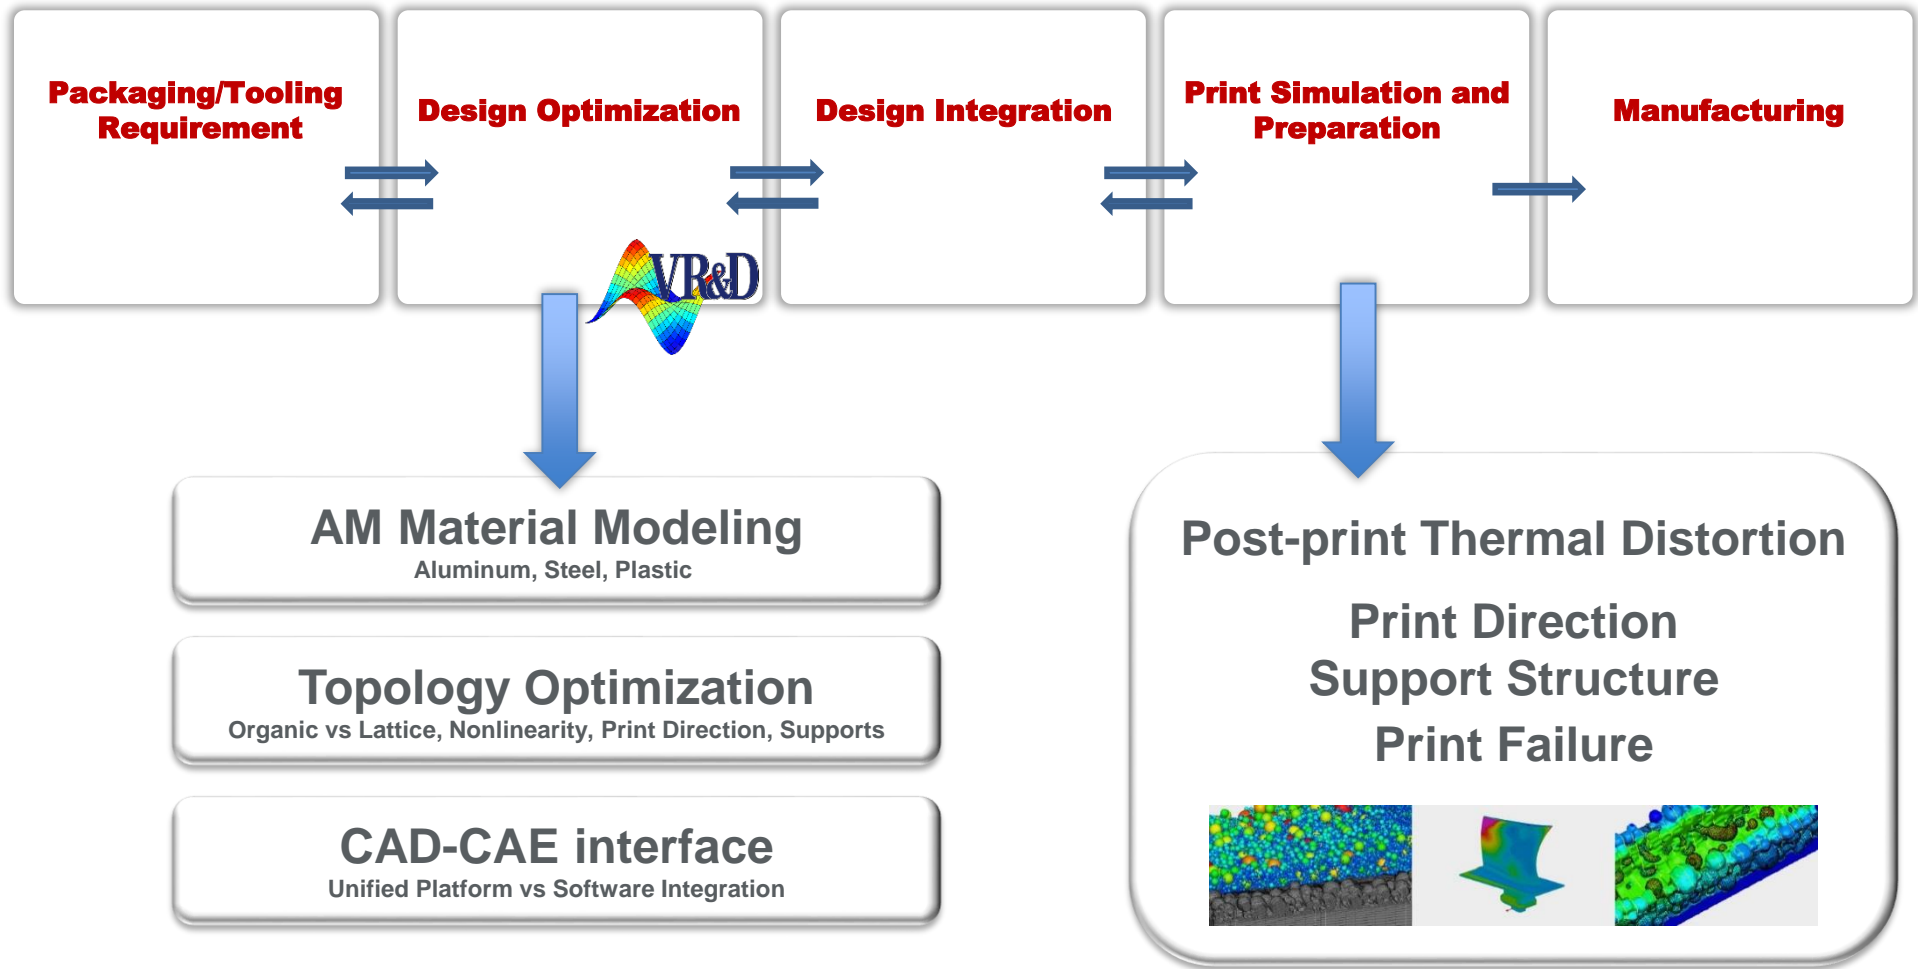 Packaging/Tooling
Requirement
Design Optimization
Design Integration
Print Simulation and
Preparation
Manufacturing
VR&D
AM Material Modeling
Aluminum, Steel, Plastic
Topology Optimization
Organic vs Lattice, Nonlinearity, Print Direction, Supports
CAD-CAE interface
Unified Platform vs Software Integration
Post-print Thermal Distortion
Print Direction
Support Structure
Print Failure